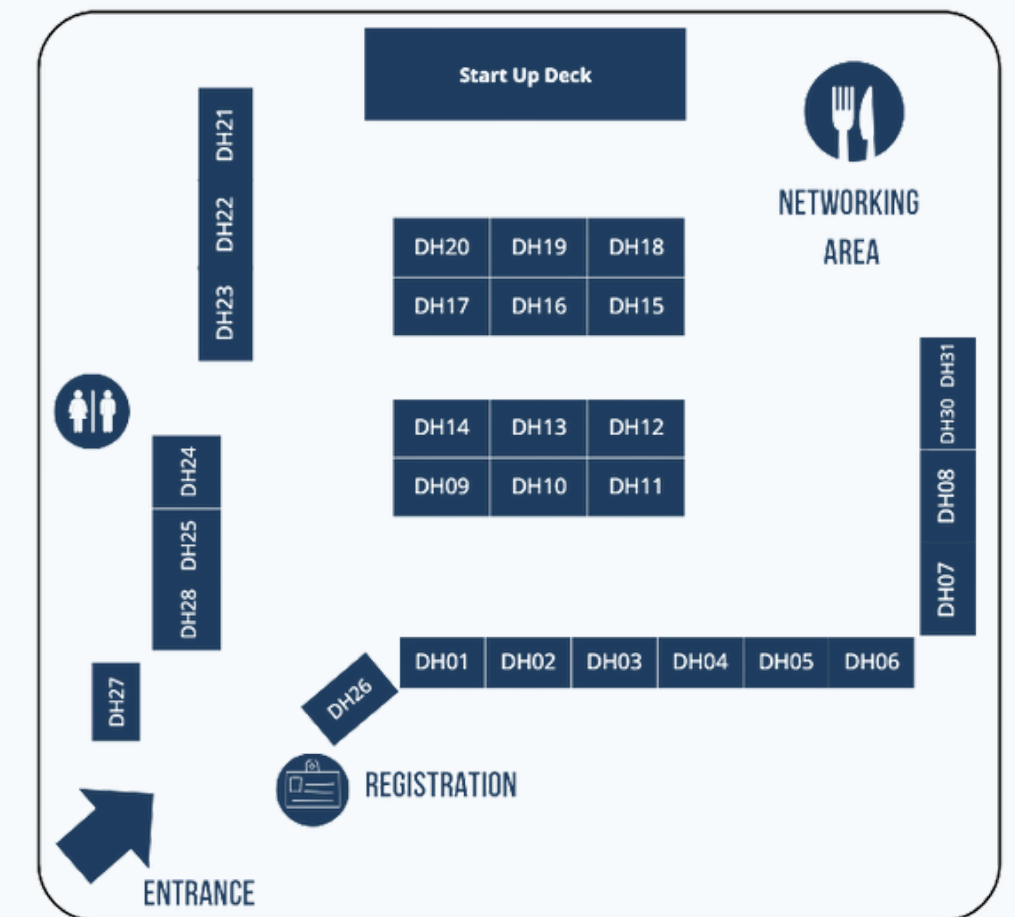 Start Up Deck
NETWORKING
AREA
DH21
DH22
DH23
DH20 DH19 DH18
DH17 DH16 DH15
DH14 DH13 DH12
DH09 DH10 DH11
DH31
DH30
DH08
DH07
DH24
DH25
DH28
DH27
DH26
DH01 DH02 DH03 DH04 DH05 DH06
REGISTRATION
ENTRANCE